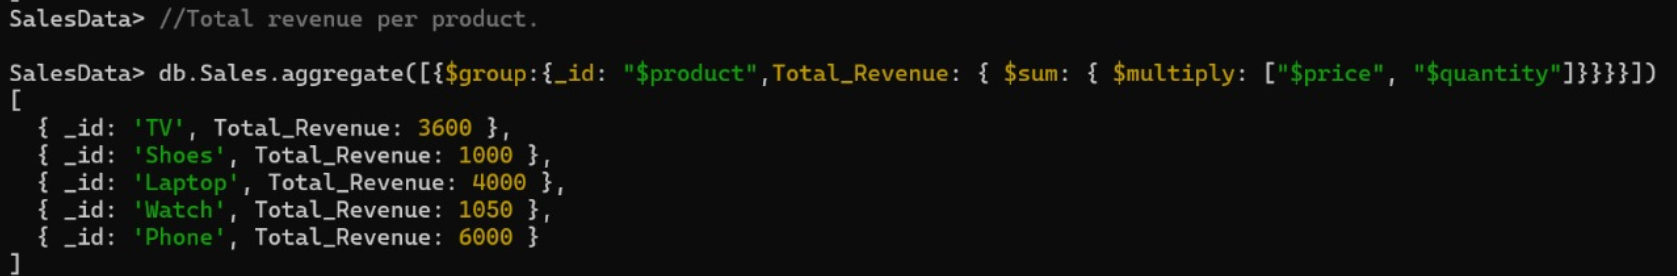 SalesData> //Total revenue per product.
SalesData> db.Sales.aggregate([{$group:{_id: "$product",Total_Revenue: { $sum: { $multiply: ["$price", "$quantity"]}}}}])
[
  { _id: 'TV', Total_Revenue: 3600 },
  { _id: 'Shoes', Total_Revenue: 1000 },
  { _id: 'Laptop', Total_Revenue: 4000 },
  { _id: 'Watch', Total_Revenue: 1050 },
  { _id: 'Phone', Total_Revenue: 6000 }
]